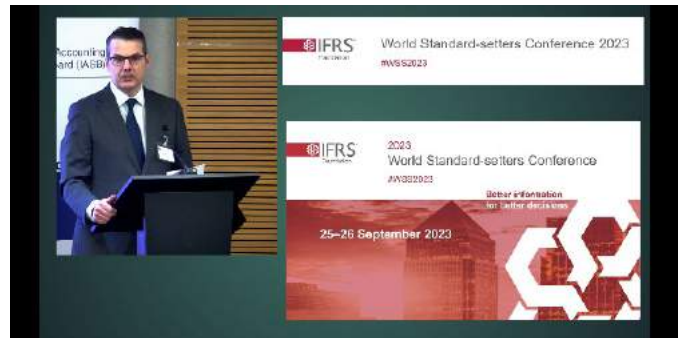 Accounting
ard (IASB)
IFRS
Foundation
World Standard-setters Conference 2023
#WSS2023
IFRS
Foundation
2023
World Standard-setters Conference
#WSS2023
Better information
for better decisions
25–26 September 2023